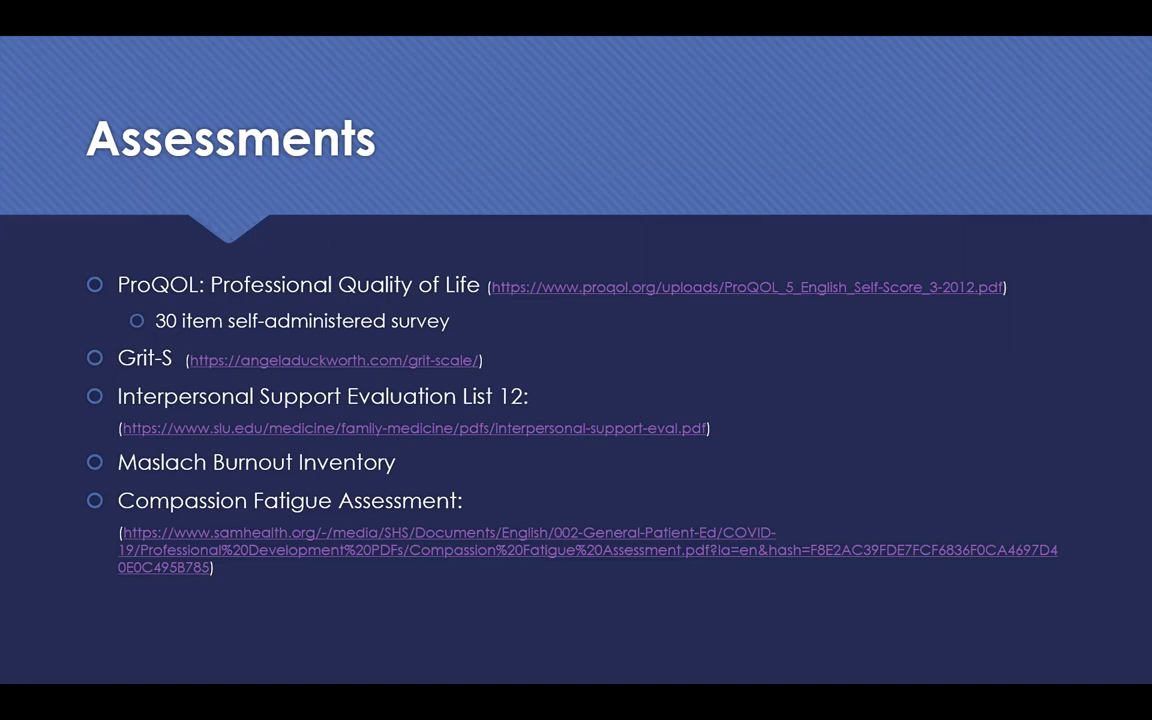 Assessments
ProQOL: Professional Quality of Life (https://www.proqol.org/uploads/ProQOL_5_English_Self-Score_3-2012.pdf)
30 item self-administered survey
Grit-S (https://angeladuckworth.com/grit-scale/)
Interpersonal Support Evaluation List 12:
(https://www.slu.edu/medicine/family-medicine/pdfs/interpersonal-support-eval.pdf)
Maslach Burnout Inventory
Compassion Fatigue Assessment:
(https://www.samhealth.org/-/media/SHS/Documents/English/002-General-Patient-Ed/COVID-
19/Professional%20Development%20PDFs/Compassion%20Fatigue%20Assessment.pdf?la=en&hash=F8E2AC39FDE7FCF6836F0CA4697D4
0E0C495B785)